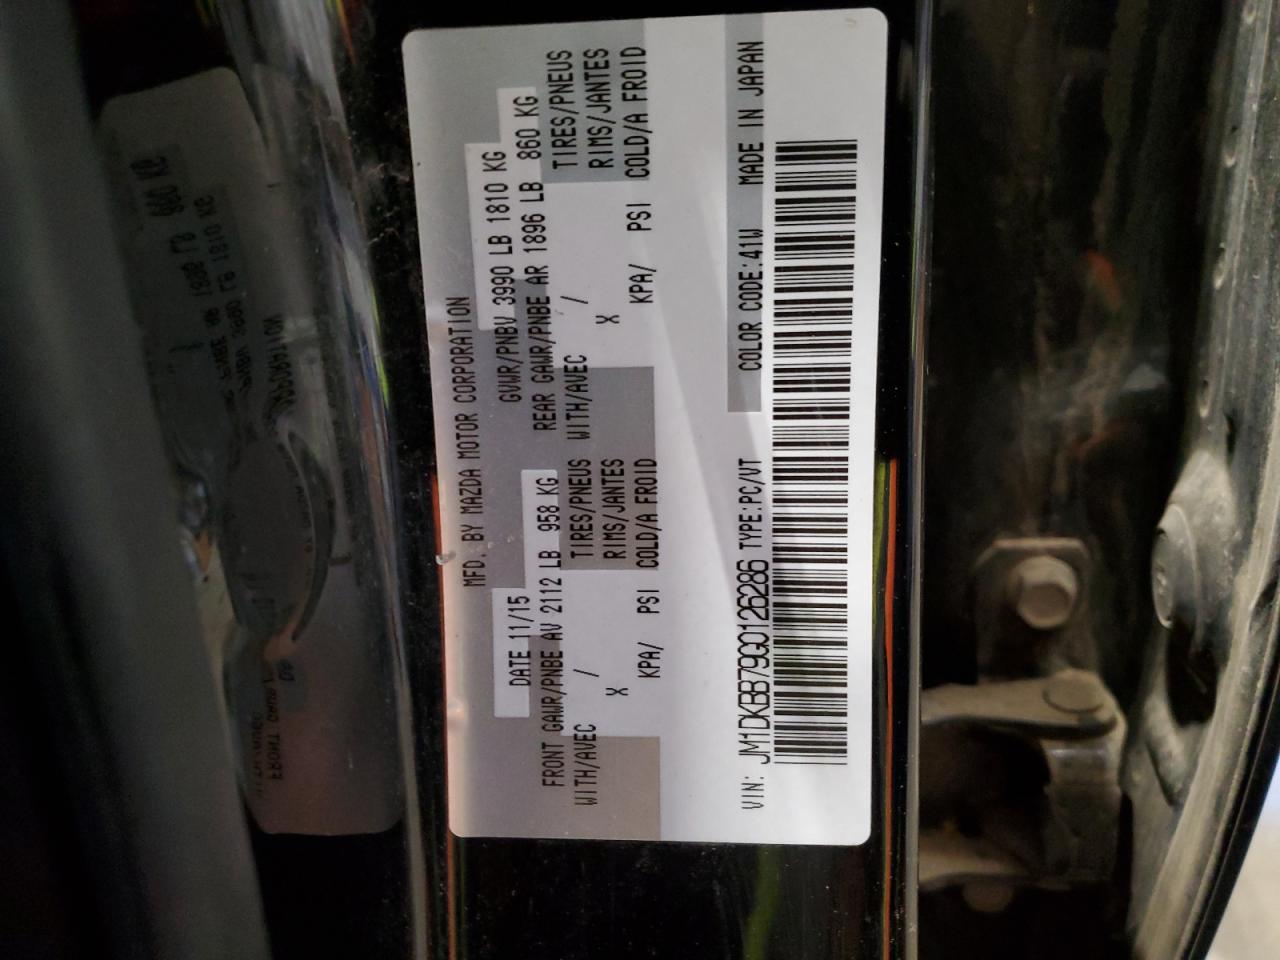 MFD. BY MAZDA MOTOR CORPORATION
DATE 11/15 GVWR/PNBV 3990 LB 1810 KG
FRONT GAWR/PNBE AV 2112 LB 958 KG REAR GAWR/PNBE AR 1896 LB 860 KG
WITH/AVEC / TIRES/PNEUS WITH/AVEC / TIRES/PNEUS
X RIMS/JANTES X RIMS/JANTES
KPA/ PSI COLD/A FROID KPA/ PSI COLD/A FROID
VIN: JM1DKBB79G0126286 TYPE:PC/VT COLOR CODE:41W MADE IN JAPAN